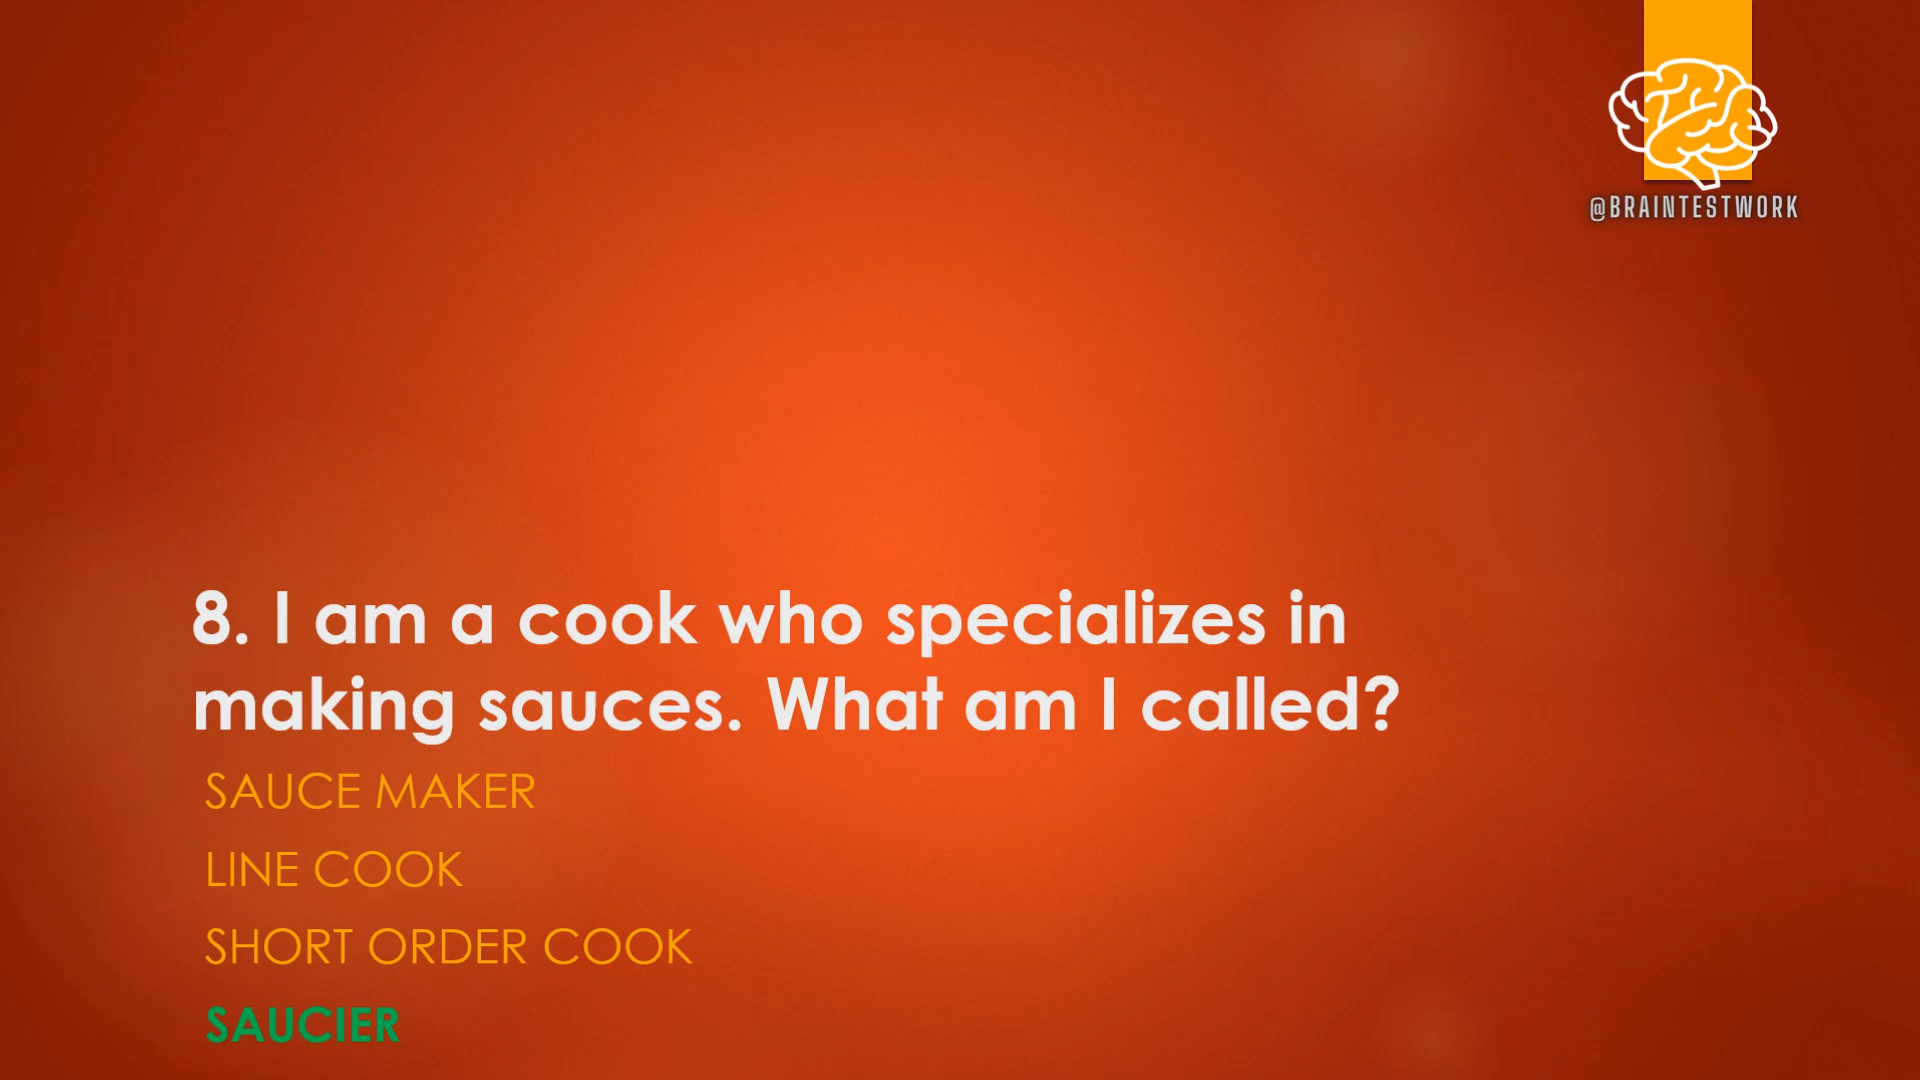 @BRAINTESTWORK
8. I am a cook who specializes in
making sauces. What am I called?
SAUCE MAKER
LINE COOK
SHORT ORDER COOK
SAUCIER